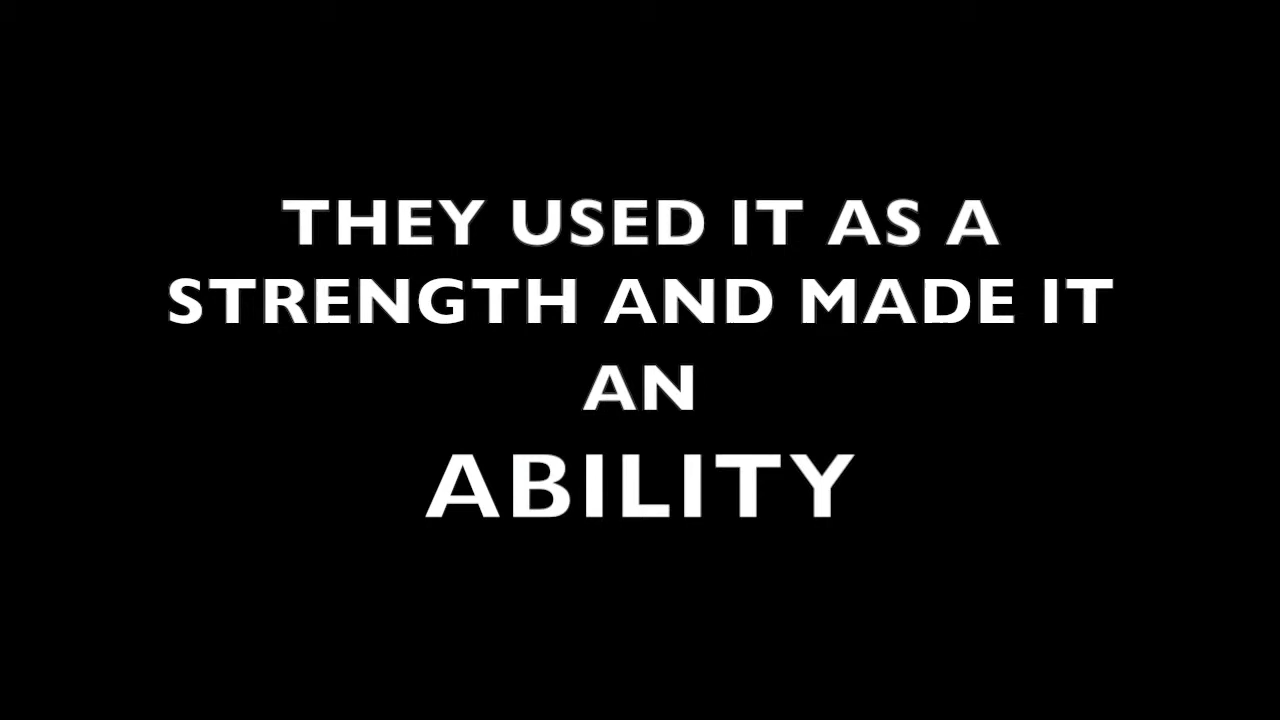 THEY USED IT AS A
STRENGTH AND MADE IT
AN
ABILITY